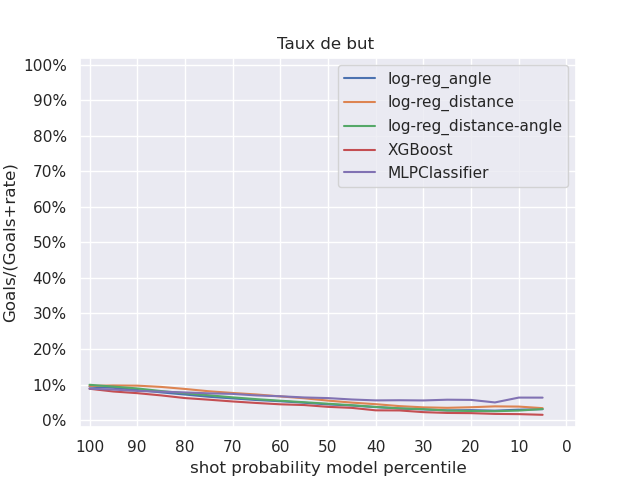 Taux de but
100%
90%
80%
70%
60%
50%
40%
30%
20%
10%
0%
Goals/(Goals+rate)
log-reg_angle
log-reg_distance
log-reg_distance-angle
XGBoost
MLPClassifier
100 90 80 70 60 50 40 30 20 10 0
shot probability model percentile